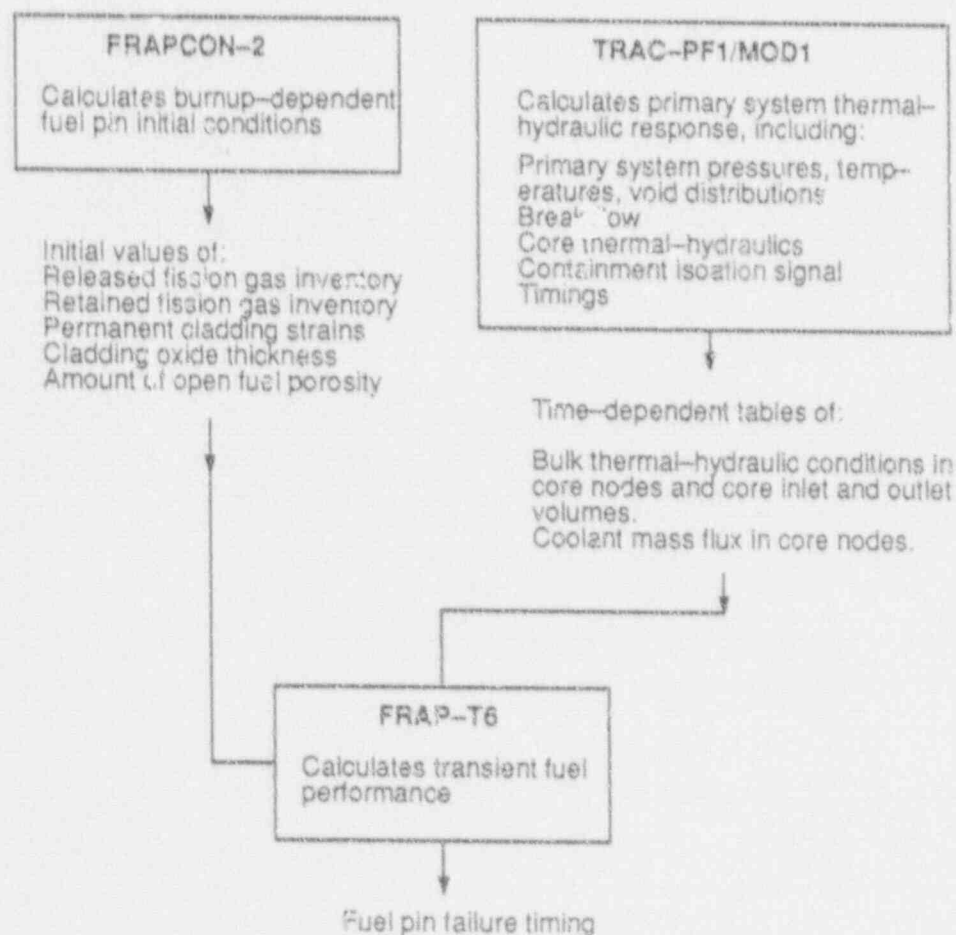 FRAPCON-2
Calculates burnup-dependent
fuel pin initial conditions
Initial values of:
Released fission gas inventory
Retained fission gas inventory
Permanent cladding strains
Cladding oxide thickness
Amount of open fuel porosity
TRAC-PF1/MOD1
Calculates primary system thermal-
hydraulic response, including:
Primary system pressures, temp-
eratures, void distributions
Core thermal-hydraulics
Containment isoation signal
Timings
Time-dependent tables of:
Bulk thermal-hydraulic conditions in
core nodes and core inlet and outlet
volumes.
Coolant mass flux in core nodes.
FRAP-T6
Calculates transient fuel
performance
Fuel pin failure timing